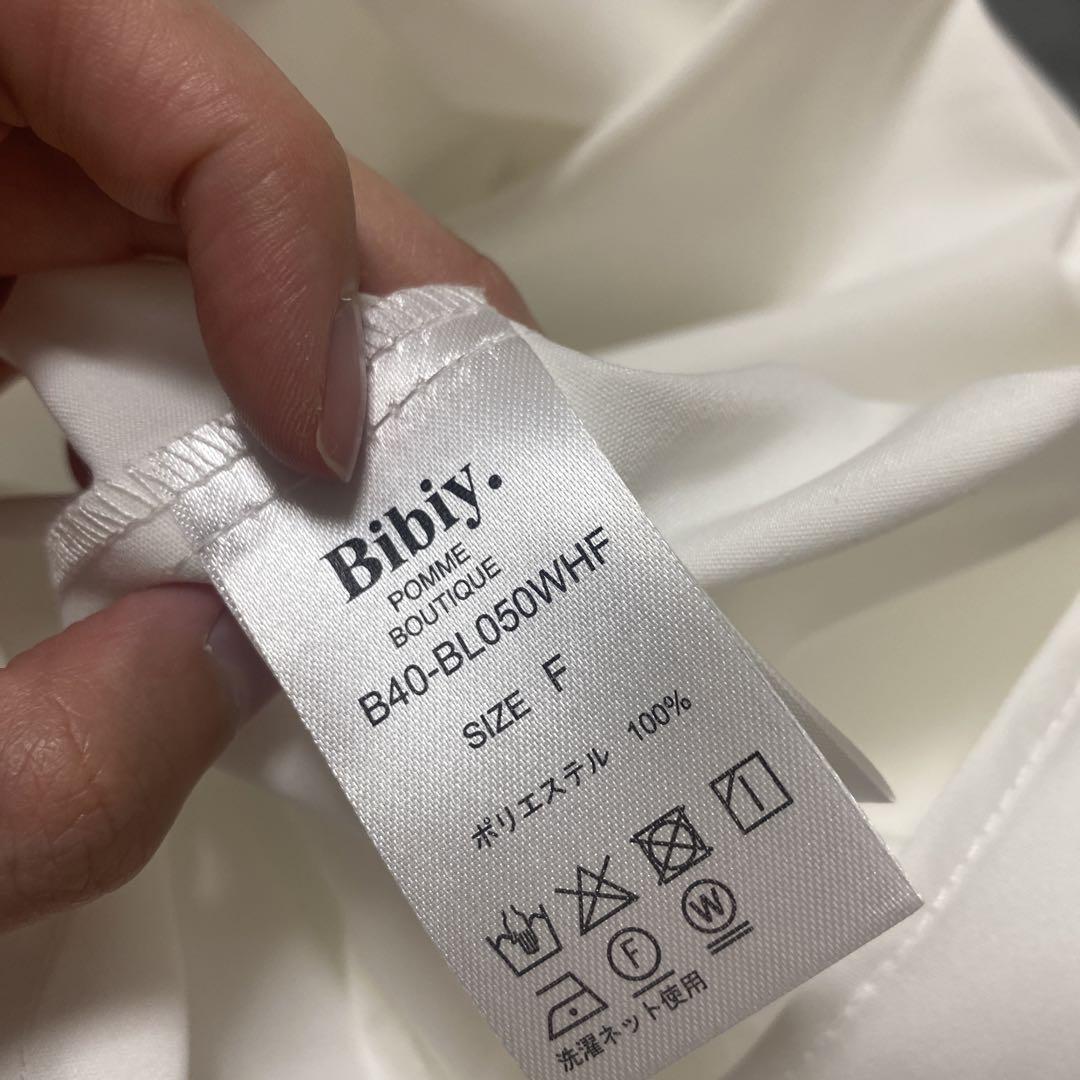 Bibiy.
POMME
BOUTIQUE
B40-BL050WHF
SIZE F
ポリエステル 100%
W
F
洗濯ネット使用